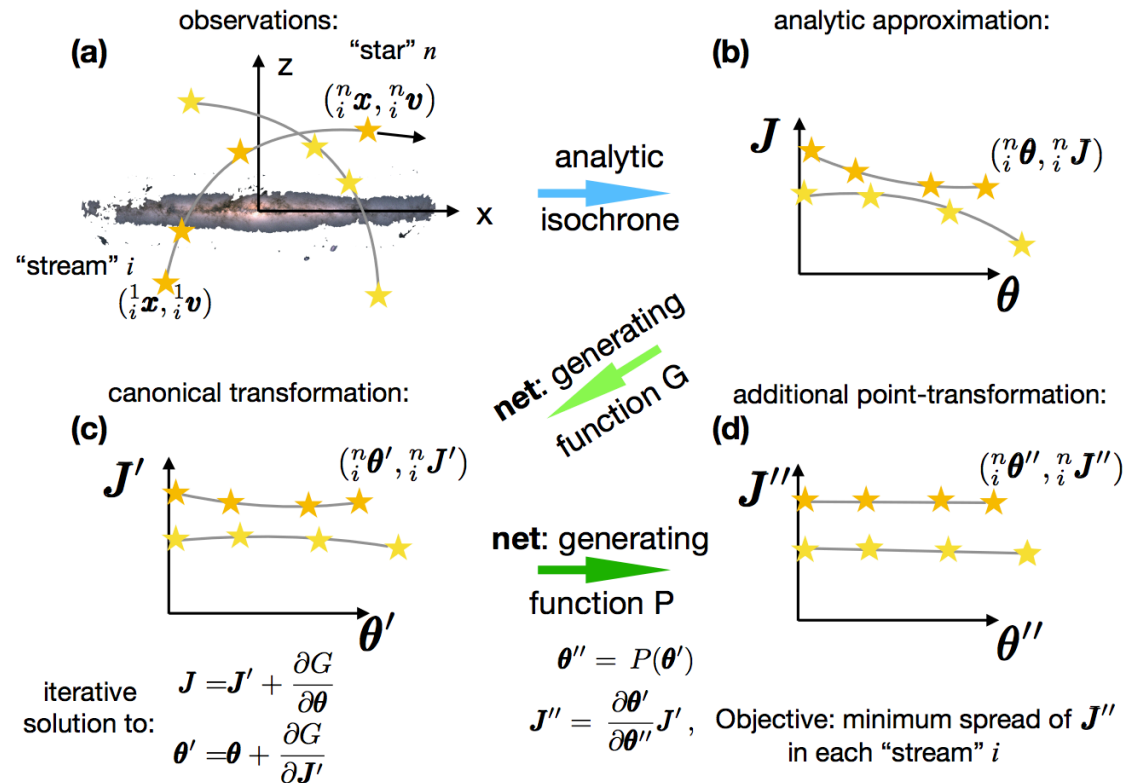 observations:
(a)
"star" n
z
(ⁿᵢx, ⁿᵢv)
x
"stream" i
(¹ᵢx, ¹ᵢv)
analytic
isochrone
analytic approximation:
(b)
J
(ⁿᵢθ, ⁿᵢJ)
θ
net: generating
function G
canonical transformation:
(c)
J′
(ⁿᵢθ′, ⁿᵢJ′)
θ′
iterative
solution to:
J = J′ + ∂G/∂θ
θ′ = θ + ∂G/∂J′
net: generating
function P
θ″ = P(θ′)
J″ = ∂θ′/∂θ″ J′ ,
additional point-transformation:
(d)
J″
(ⁿᵢθ″, ⁿᵢJ″)
θ″
Objective: minimum spread of J″
in each "stream" i